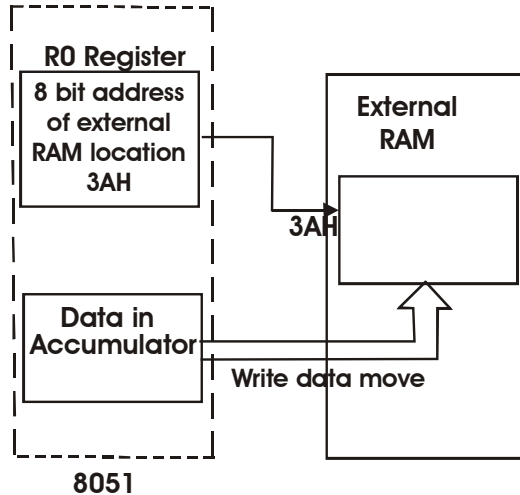 R0 Register
8 bit address
of external
RAM location
3AH
External
RAM
3AH
Data in
Accumulator
Write data move
8051